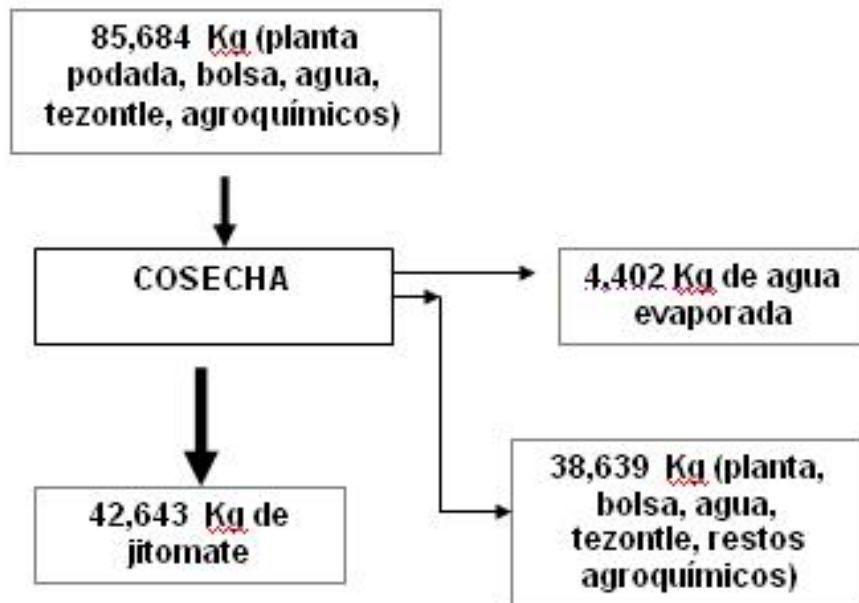 85,684 Kg (planta
podada, bolsa, agua,
tezontle, agroquímicos)
COSECHA
4,402 Kg de agua
evaporada
42,643 Kg de
jitomate
38,639 Kg (planta,
bolsa, agua,
tezontle, restos
agroquímicos)